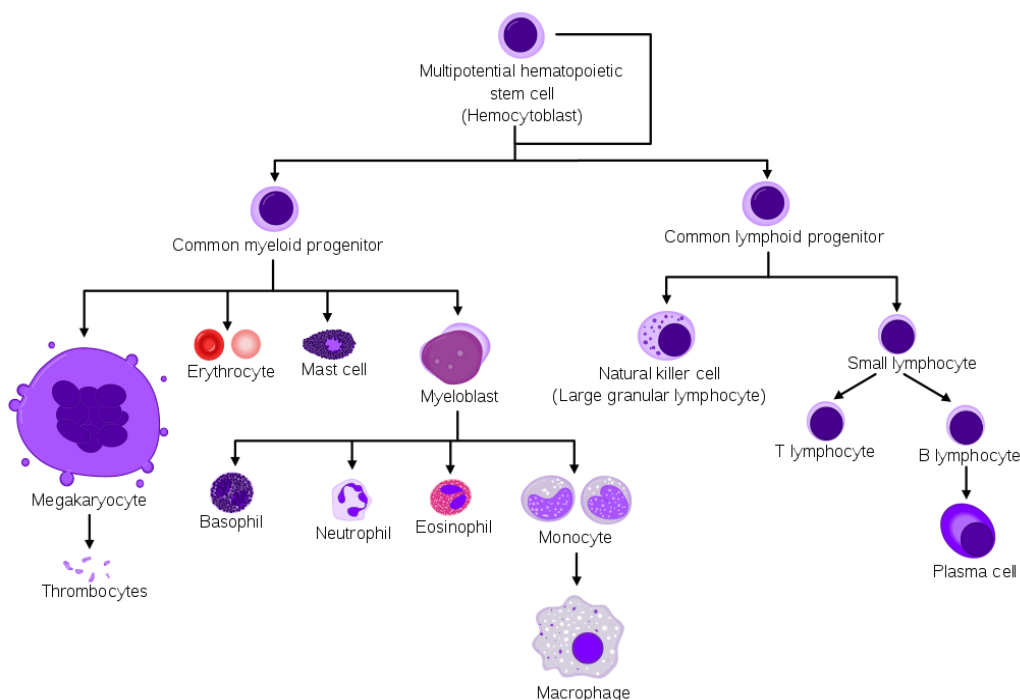 Multipotential hematopoietic
stem cell
(Hemocytoblast)
Common myeloid progenitor
Common lymphoid progenitor
Erythrocyte
Mast cell
Myeloblast
Natural killer cell
(Large granular lymphocyte)
Small lymphocyte
T lymphocyte
B lymphocyte
Megakaryocyte
Basophil
Neutrophil
Eosinophil
Monocyte
Plasma cell
Thrombocytes
Macrophage